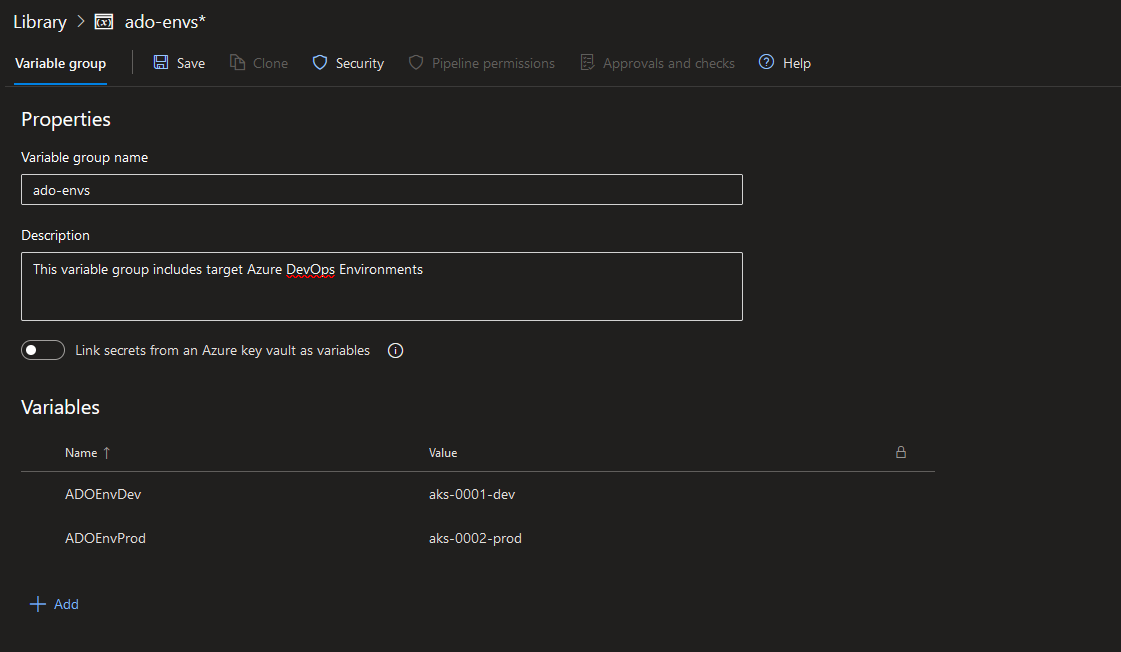 Library > ado-envs*
Variable group Save Clone Security Pipeline permissions Approvals and checks Help
Properties
Variable group name
ado-envs
Description
This variable group includes target Azure DevOps Environments
Link secrets from an Azure key vault as variables
Variables
Name ↑ Value
ADOEnvDev aks-0001-dev
ADOEnvProd aks-0002-prod
+ Add